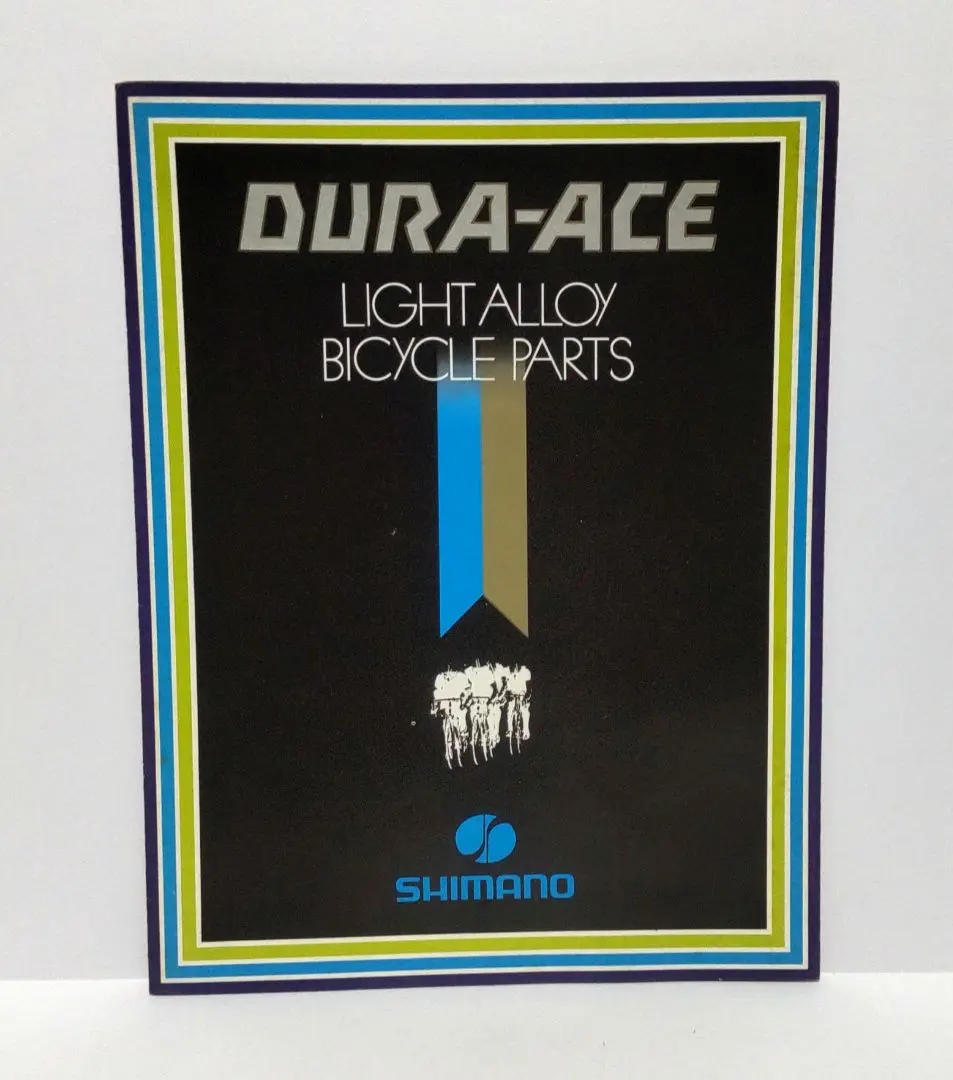 DURA-ACE
LIGHT ALLOY
BICYCLE PARTS
SHIMANO